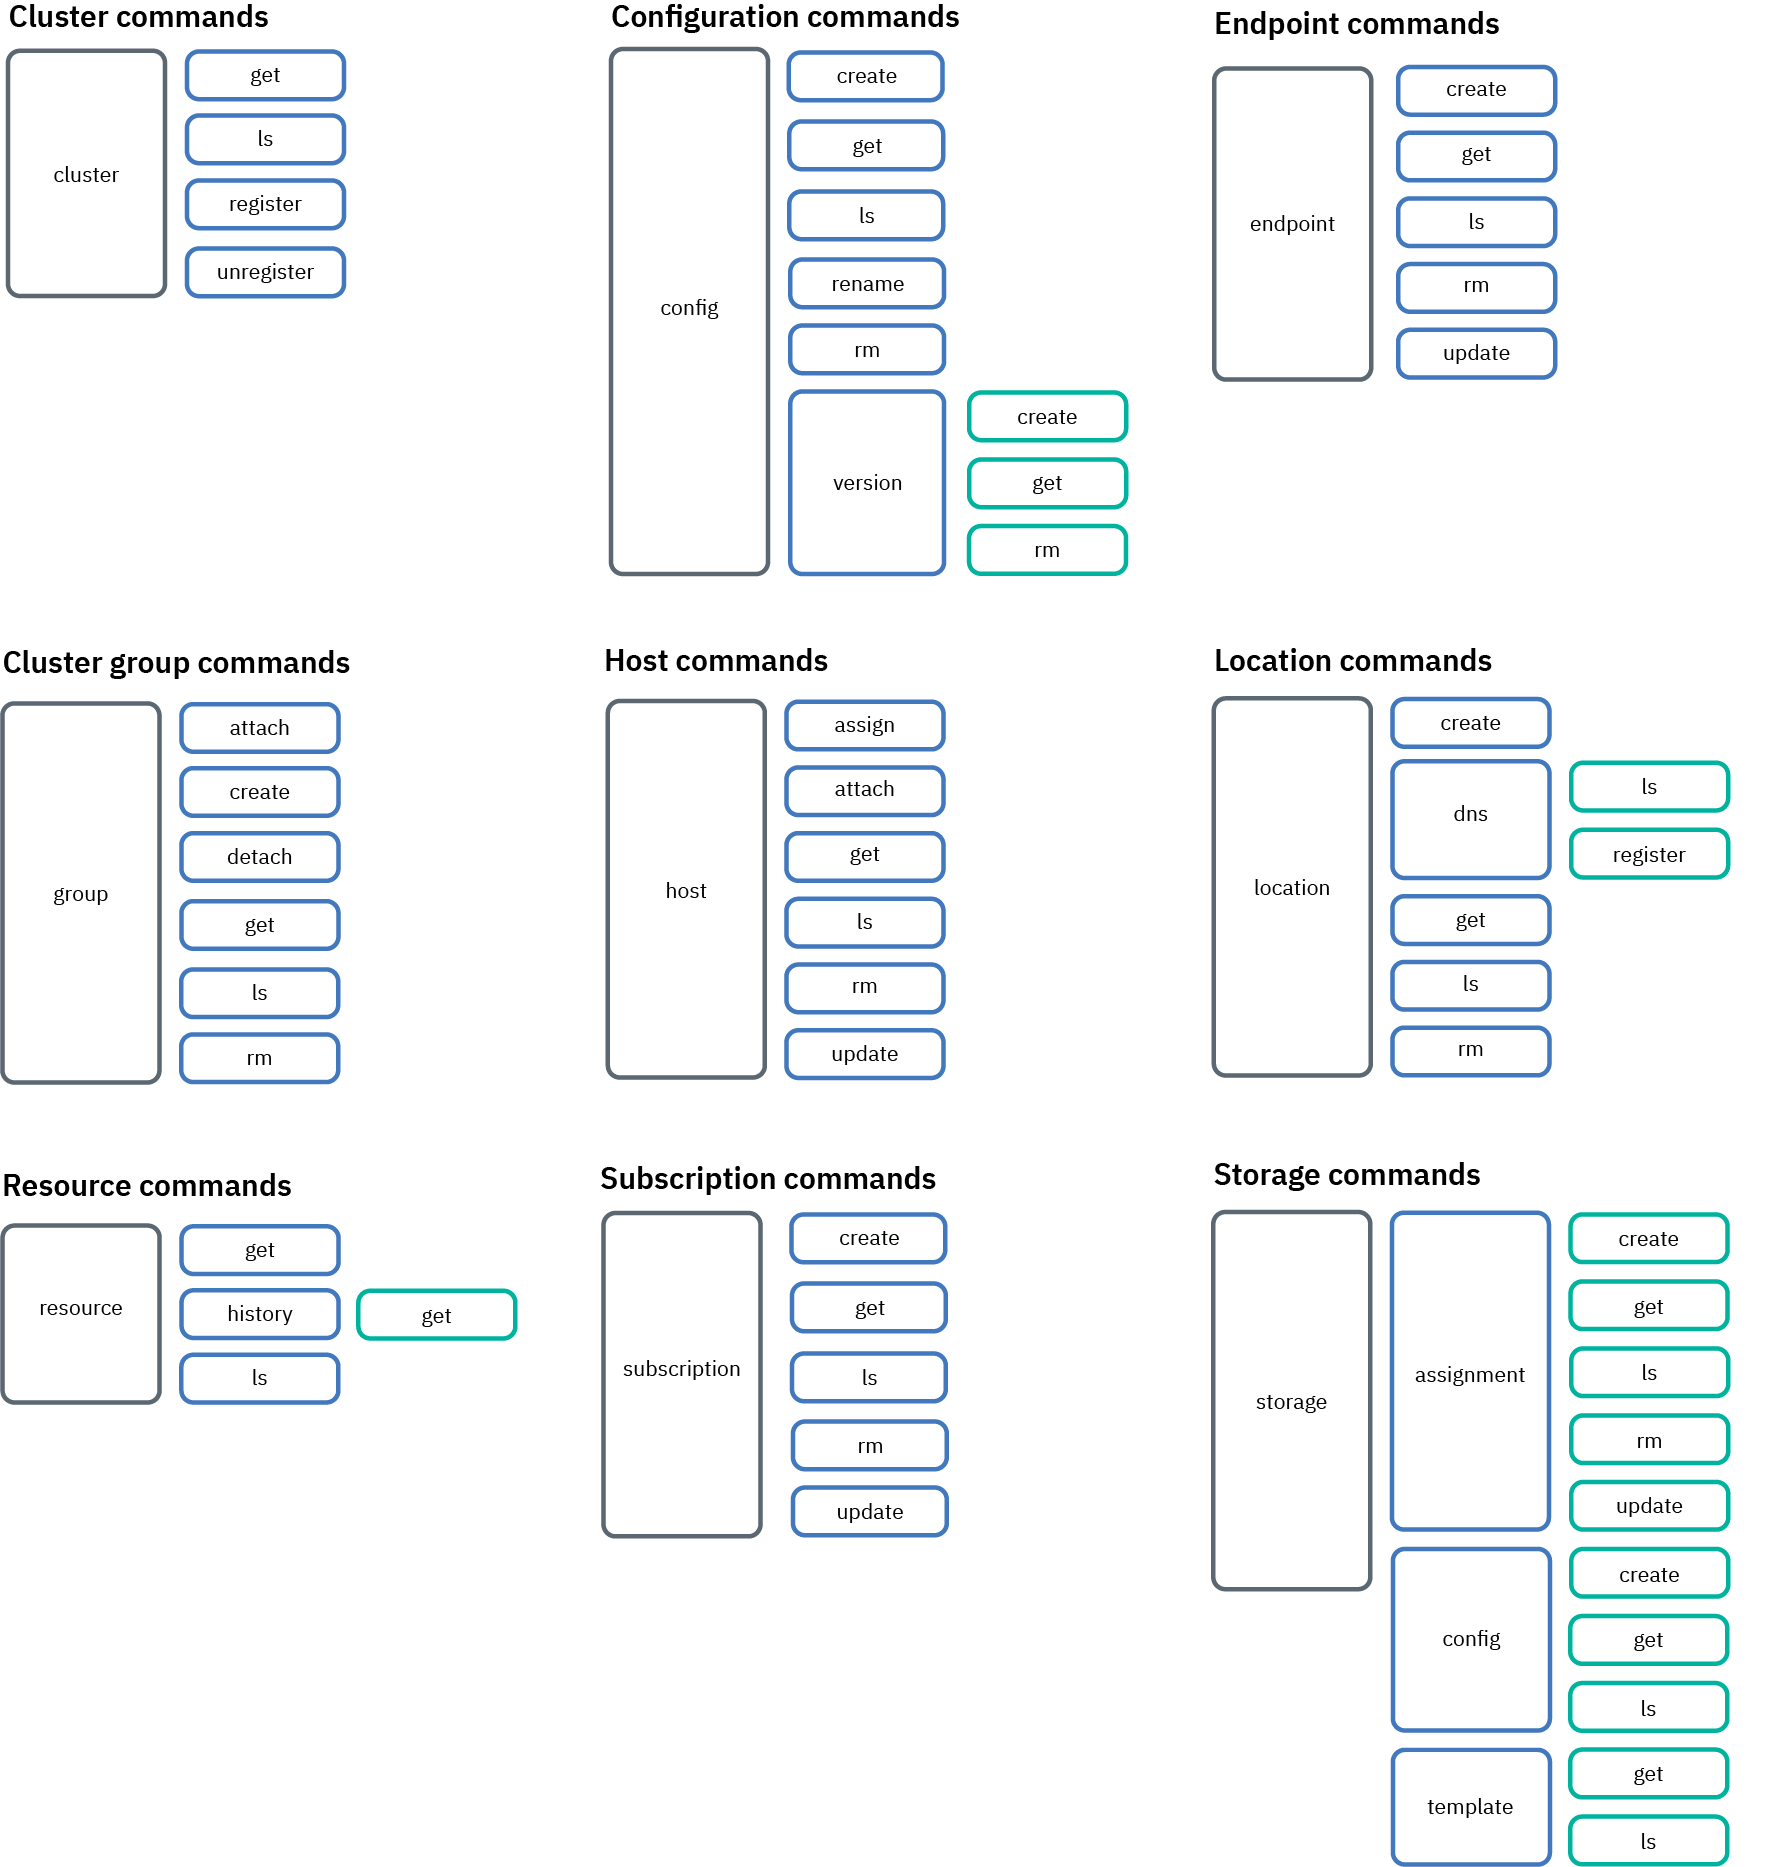 Cluster commands
cluster
get
ls
register
unregister
Configuration commands
config
create
get
ls
rename
rm
version
create
get
rm
Endpoint commands
endpoint
create
get
ls
rm
update
Cluster group commands
group
attach
create
detach
get
ls
rm
Host commands
host
assign
attach
get
ls
rm
update
Location commands
location
create
dns
ls
register
get
ls
rm
Resource commands
resource
get
history
get
ls
Subscription commands
subscription
create
get
ls
rm
update
Storage commands
storage
assignment
create
get
ls
rm
update
config
create
get
ls
template
get
ls